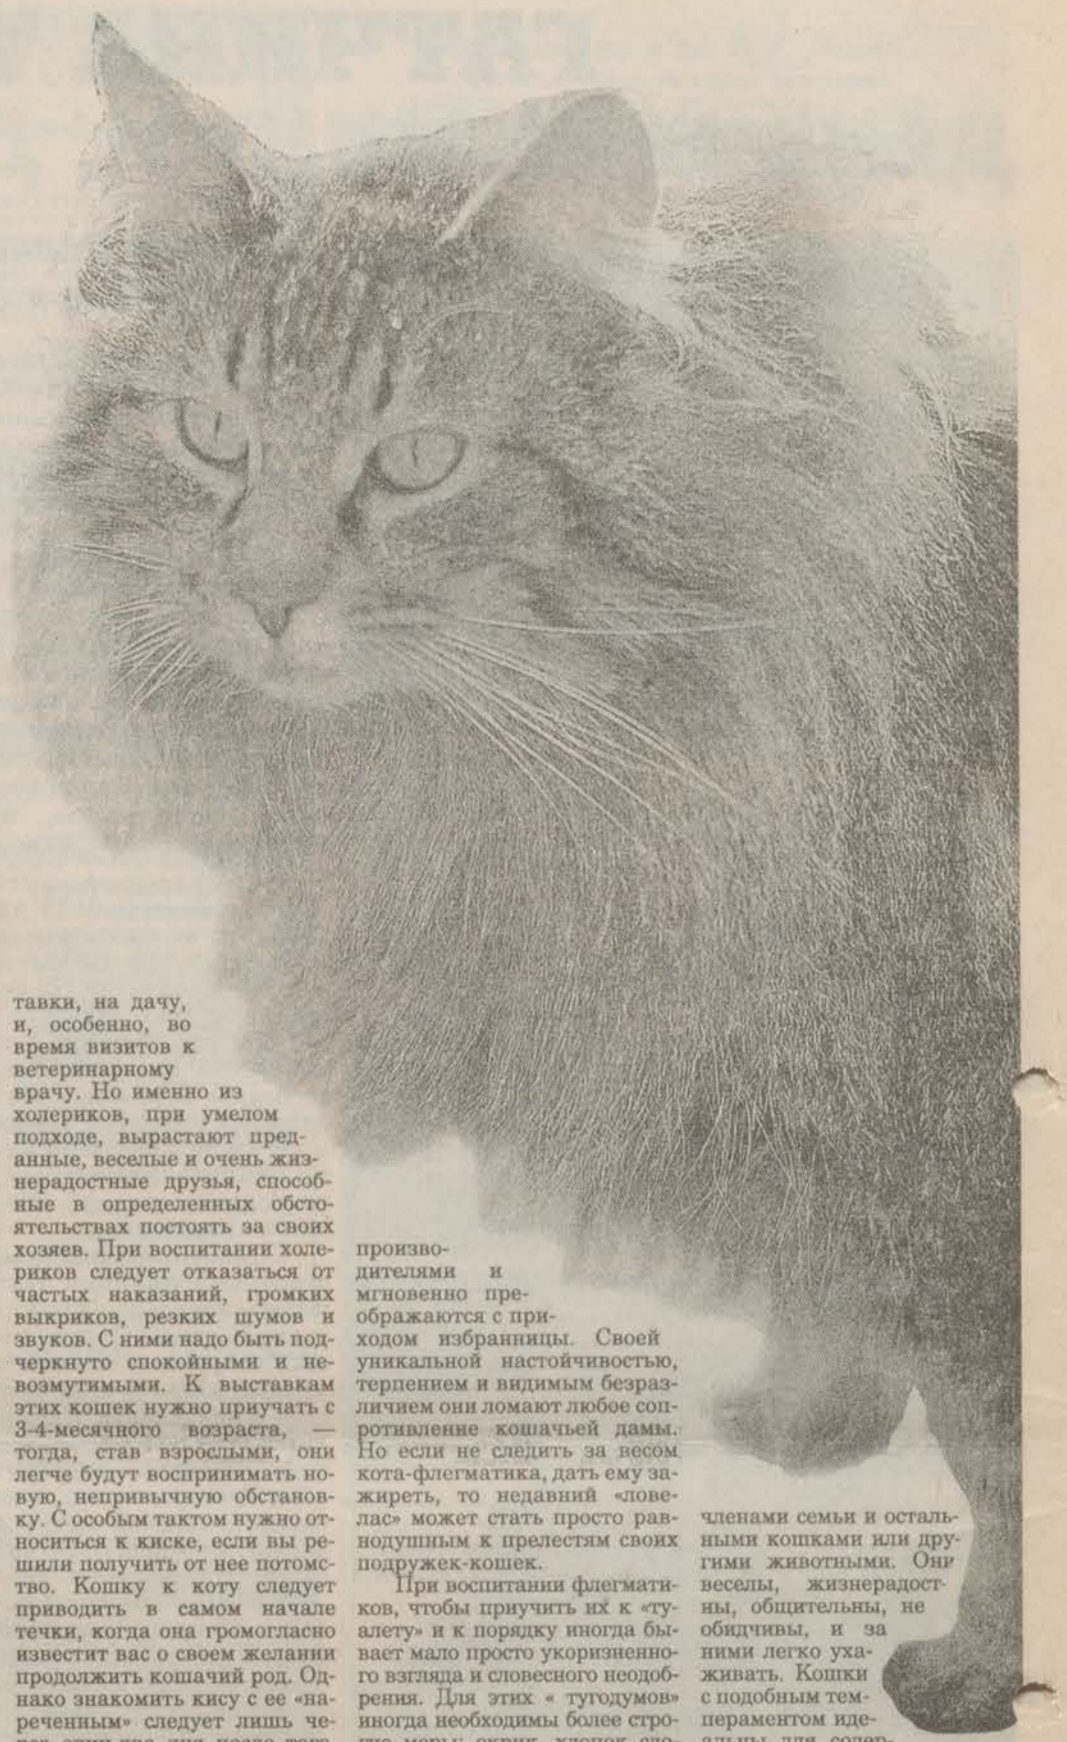 тавки, на дачу,
и, особенно, во
время визитов к
ветеринарному
врачу. Но именно из
холериков, при умелом
подходе, вырастают пред-
анные, веселые и очень жиз-
нерадостные друзья, способ-
ные в определенных обсто-
ятельствах постоять за своих
хозяев. При воспитании холе-
риков следует отказаться от
частых наказаний, громких
выкриков, резких шумов и
звуков. С ними надо быть под-
черкнуто спокойными и не-
возмутимыми. К выставкам
этих кошек нужно приучать с
3-4-месячного возраста, —
тогда, став взрослыми, они
легче будут воспринимать но-
вую, непривычную обстанов-
ку. С особым тактом нужно от-
носиться к киске, если вы ре-
шили получить от нее потомс-
тво. Кошку к коту следует
приводить в самом начале
течки, когда она громогласно
известит вас о своем желании
продолжить кошачий род. Од-
нако знакомить кису с ее «на-
реченным» следует лишь че-
произво-
дителями и
мгновенно пре-
ображаются с при-
ходом избранницы. Своей
уникальной настойчивостью,
терпением и видимым безраз-
личием они ломают любое соп-
ротивление кошачьей дамы.
Но если не следить за весом
кота-флегматика, дать ему за-
жиреть, то недавний «лове-
лас» может стать просто рав-
нодушным к прелестям своих
подружек-кошек.
При воспитании флегмати-
ков, чтобы приучить их к «ту-
алету» и к порядку иногда бы-
вает мало просто укоризненно-
го взгляда и словесного неодоб-
рения. Для этих « тугодумов»
иногда необходимы более стро-
членами семьи и осталь-
ными кошками или дру-
гими животными. Они
веселы, жизнерадост-
ны, общительны, не
обидчивы, и за
ними легко уха-
живать. Кошки
с подобным тем-
пераментом иде-